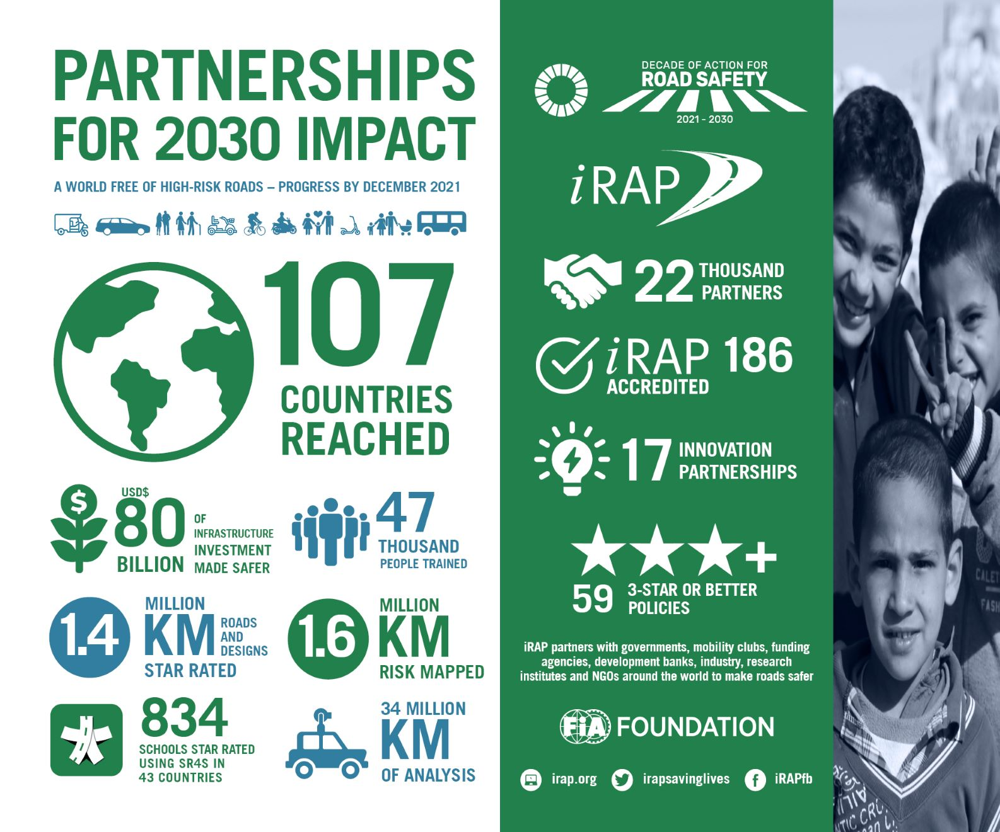 PARTNERSHIPS
FOR 2030 IMPACT
A WORLD FREE OF HIGH-RISK ROADS – PROGRESS BY DECEMBER 2021
107
COUNTRIES
REACHED
$
USD$
80
BILLION
OF
INFRASTRUCTURE
INVESTMENT
MADE SAFER
47
THOUSAND
PEOPLE TRAINED
1.4
MILLION
KM
ROADS
AND
DESIGNS
STAR RATED
1.6
MILLION
KM
RISK MAPPED
834
SCHOOLS STAR RATED
USING SR4S IN
43 COUNTRIES
34 MILLION
KM
OF ANALYSIS
DECADE OF ACTION FOR
ROAD SAFETY
2021 - 2030
iRAP
22 THOUSAND
PARTNERS
iRAP 186
ACCREDITED
17 INNOVATION
PARTNERSHIPS
+
59 3-STAR OR BETTER
POLICIES
iRAP partners with governments, mobility clubs, funding
agencies, development banks, industry, research
institutes and NGOs around the world to make roads safer
FiA FOUNDATION
irap.org
irapsavinglives
f iRAPfb